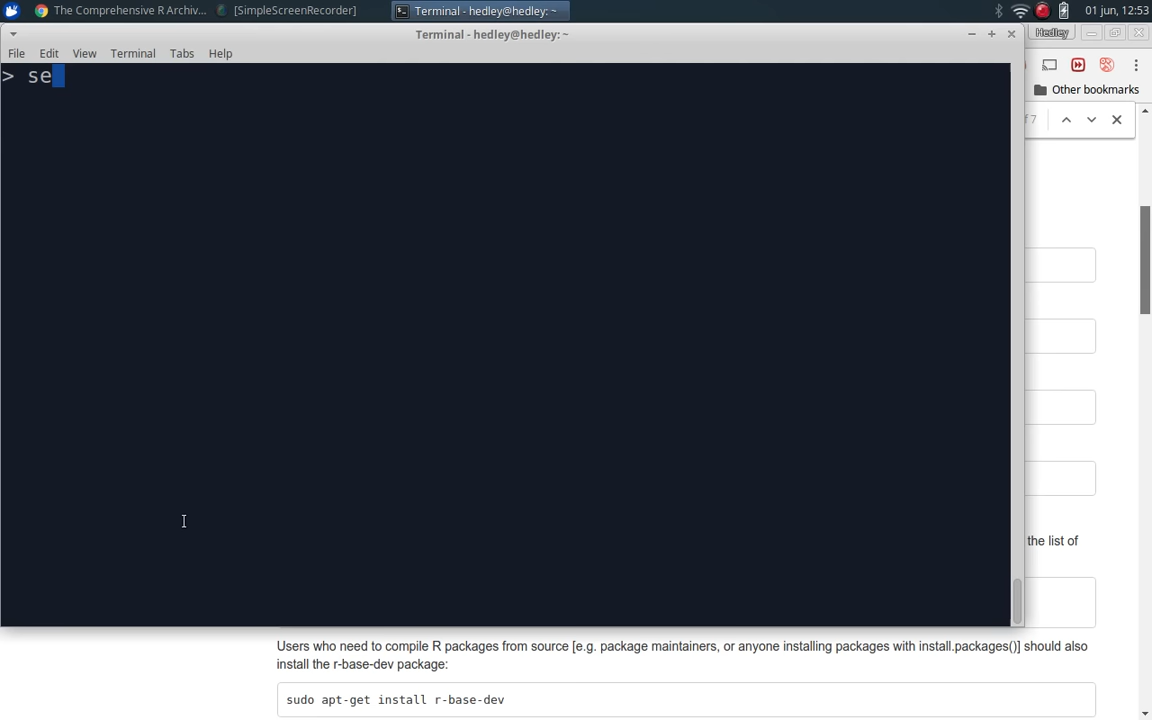 The Comprehensive R Archiv...
[SimpleScreenRecorder]
Terminal - hedley@hedley: ~
01 jun, 12:53
Terminal - hedley@hedley: ~
Hedley
File Edit View Terminal Tabs Help
> se
Other bookmarks
f 7
the list of
Users who need to compile R packages from source [e.g. package maintainers, or anyone installing packages with install.packages()] should also
install the r-base-dev package:
sudo apt-get install r-base-dev